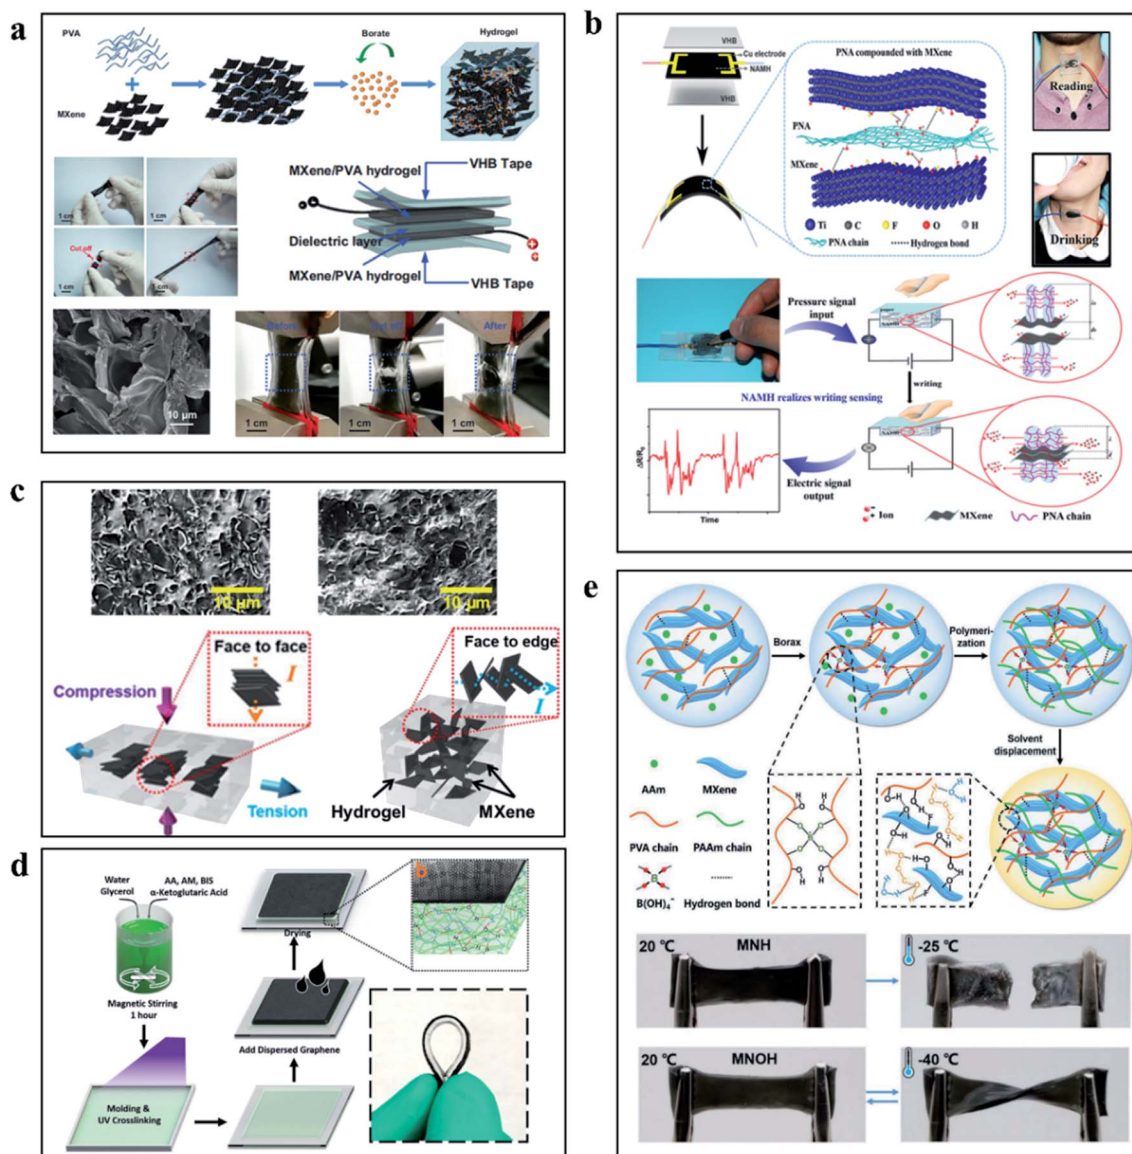 a
PVA
MXene
Borate
Hydrogel
1 cm
1 cm
Cut off
1 cm
1 cm
VHB Tape
MXene/PVA hydrogel
Dielectric layer
MXene/PVA hydrogel
VHB Tape
10 μm
Before
Cut off
After
1 cm
1 cm
1 cm
b
VHB
Cu electrode
NAMH
VHB
PNA compounded with MXene
PNA
MXene
Ti
C
F
O
H
PNA chain
Hydrogen bond
Reading
Drinking
Pressure signal
input
writing
NAMH realizes writing sensing
Electric signal
output
ΔR/R₀
Time
Ion
MXene
PNA chain
c
10 μm
10 μm
Face to face
I
Compression
Tension
Face to edge
I
Hydrogel
MXene
d
Water
Glycerol
AA, AM, BIS
α-Ketoglutaric Acid
Magnetic Stirring
1 hour
Molding &
UV Crosslinking
Add Dispersed Graphene
Drying
b
e
Borax
Polymeri-
zation
Solvent
displacement
AAm
MXene
PVA chain
PAAm chain
B
B(OH)₄⁻
Hydrogen bond
20 ℃
MNH
-25 ℃
20 ℃
MNOH
-40 ℃